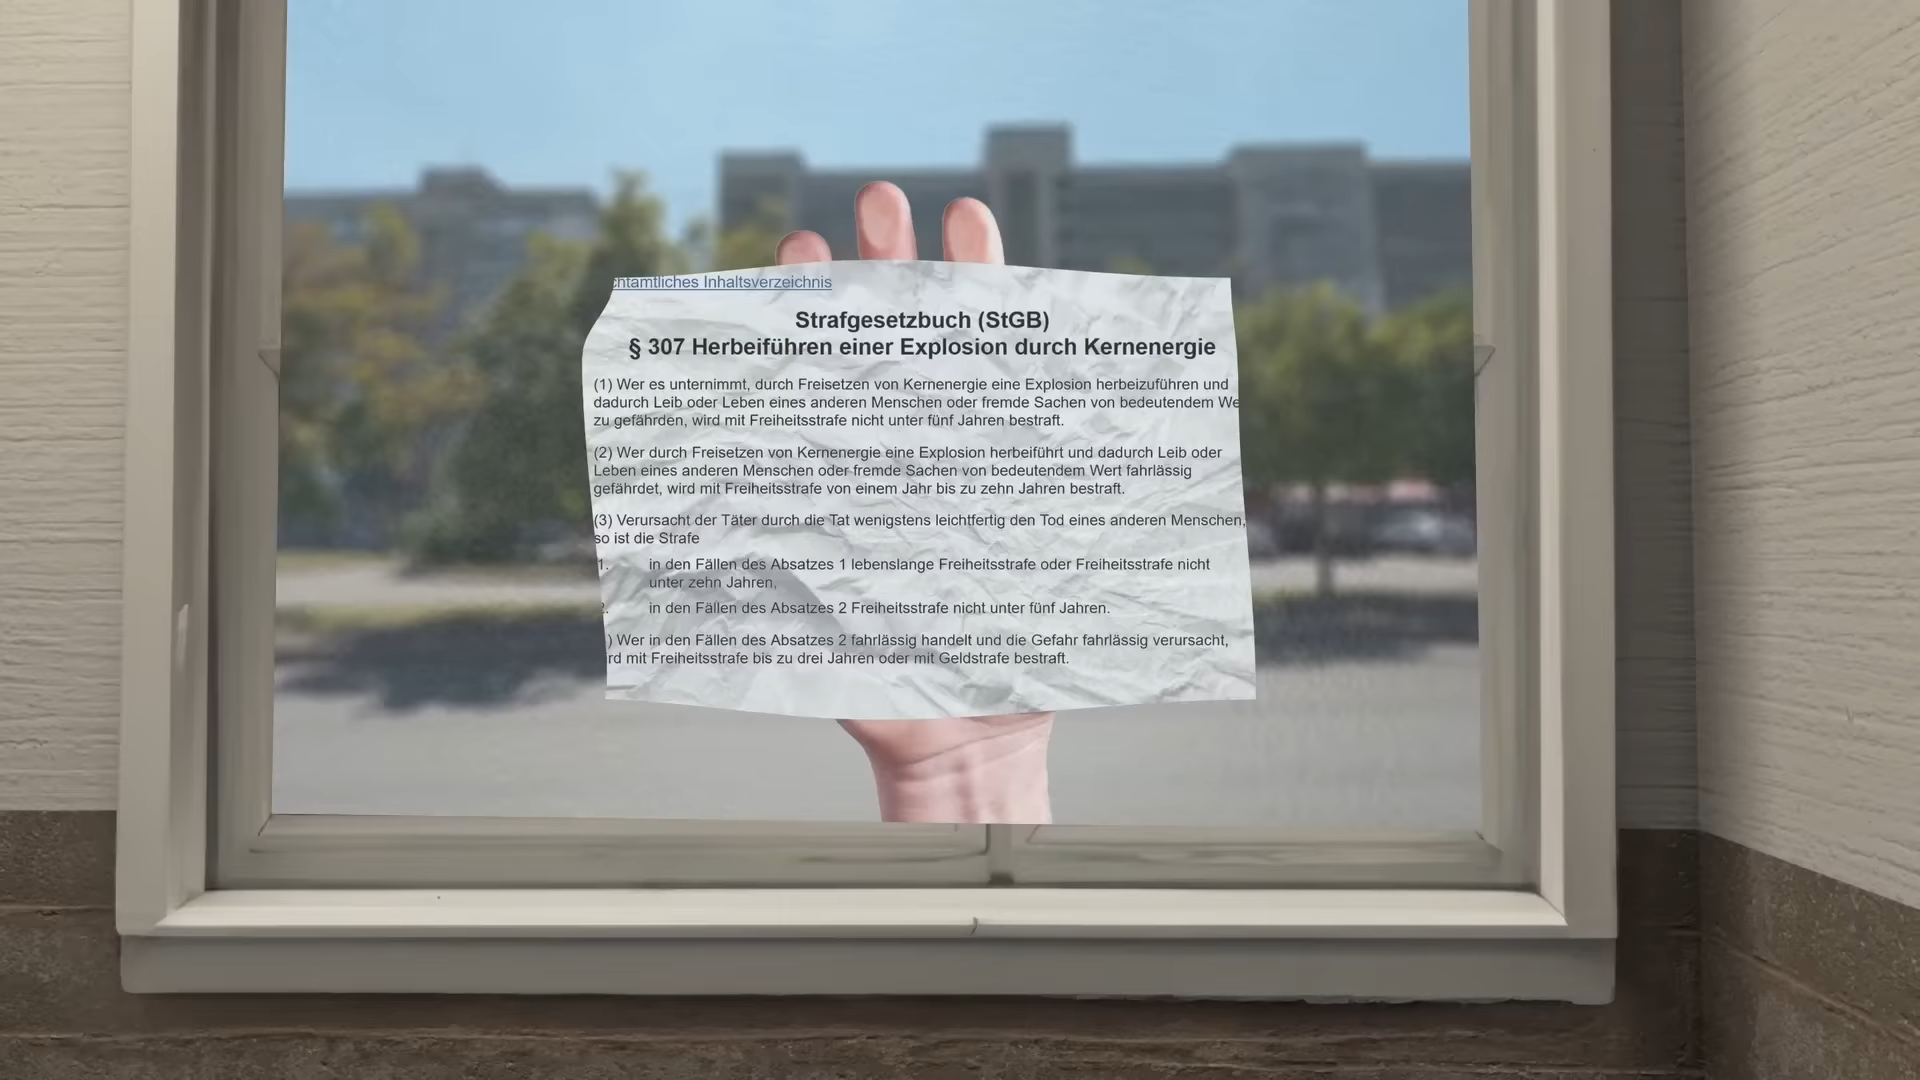 chtamtliches Inhaltsverzeichnis
Strafgesetzbuch (StGB)
§ 307 Herbeiführen einer Explosion durch Kernenergie
(1) Wer es unternimmt, durch Freisetzen von Kernenergie eine Explosion herbeizuführen und
dadurch Leib oder Leben eines anderen Menschen oder fremde Sachen von bedeutendem We
zu gefährden, wird mit Freiheitsstrafe nicht unter fünf Jahren bestraft.
(2) Wer durch Freisetzen von Kernenergie eine Explosion herbeiführt und dadurch Leib oder
Leben eines anderen Menschen oder fremde Sachen von bedeutendem Wert fahrlässig
gefährdet, wird mit Freiheitsstrafe von einem Jahr bis zu zehn Jahren bestraft.
(3) Verursacht der Täter durch die Tat wenigstens leichtfertig den Tod eines anderen Menschen,
so ist die Strafe
1. in den Fällen des Absatzes 1 lebenslange Freiheitsstrafe oder Freiheitsstrafe nicht
unter zehn Jahren,
2. in den Fällen des Absatzes 2 Freiheitsstrafe nicht unter fünf Jahren.
) Wer in den Fällen des Absatzes 2 fahrlässig handelt und die Gefahr fahrlässig verursacht,
rd mit Freiheitsstrafe bis zu drei Jahren oder mit Geldstrafe bestraft.